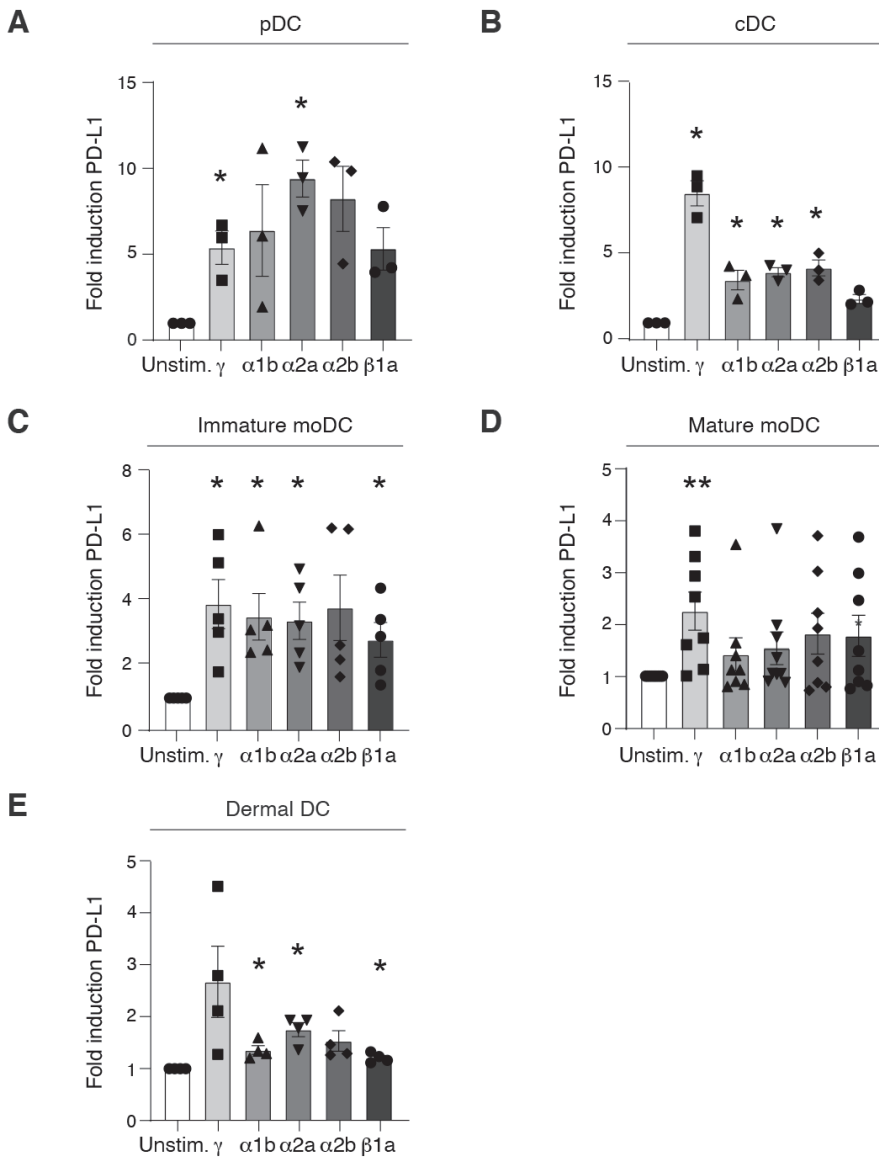 A
pDC
Fold induction PD-L1
15
10
5
0
*
*
Unstim. γ α1b α2a α2b β1a
B
cDC
Fold induction PD-L1
15
10
5
0
*
*
*
*
Unstim. γ α1b α2a α2b β1a
C
Immature moDC
Fold induction PD-L1
8
6
4
2
0
* * * *
Unstim. γ α1b α2a α2b β1a
D
Mature moDC
Fold induction PD-L1
5
4
3
2
1
0
**
*
Unstim. γ α1b α2a α2b β1a
E
Dermal DC
Fold induction PD-L1
5
4
3
2
1
0
*
*
*
Unstim. γ α1b α2a α2b β1a